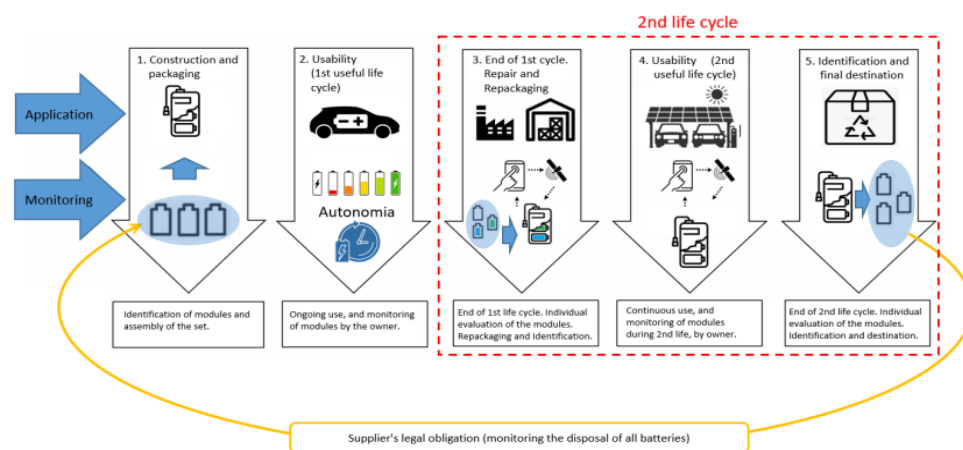 2nd life cycle
Application
Monitoring
1. Construction and
packaging
2. Usability
(1st useful life
cycle)
3. End of 1st cycle.
Repair and
Repackaging
4. Usability (2nd
useful life cycle)
5. Identification and
final destination
- +
Autonomia
Identification of modules and
assembly of the set.
Ongoing use, and monitoring
of modules by the owner.
End of 1st life cycle. Individual
evaluation of the modules.
Repackaging and Identification.
Continuous use, and
monitoring of modules
during 2nd life, by owner.
End of 2nd life cycle. Individual
evaluation of the modules.
Identification and destination.
Supplier's legal obligation (monitoring the disposal of all batteries)